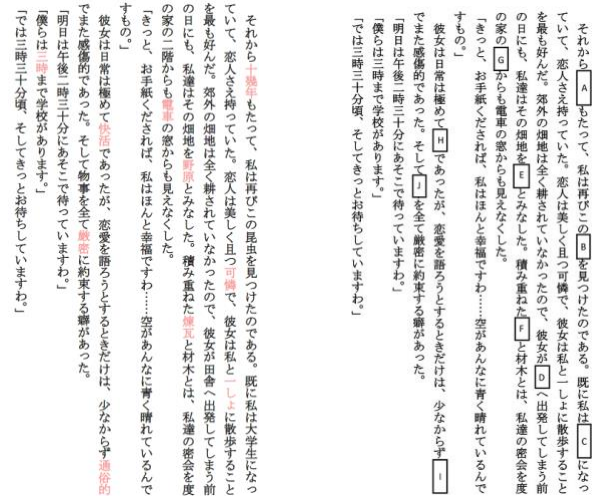 それから A もたって、私は再びこの B を見つけたのである。既に私は C になっ
ていて、恋人さえ持っていた。恋人は美しく且つ可憐で、彼女は私と一しょに散歩すること
を最も好んだ。郊外の畑地は全く耕されていなかったので、彼女が D へ出発してしまう前
の日にも、私達はその畑地を E とみなした。積み重ねた F と材木とは、私達の密会を度
の家の G からも電車の窓からも見えなくした。
「きっと、お手紙くだされば、私はほんと幸福ですわ……空があんなに青く晴れているんで
すもの。」
彼女は日常は極めて H であったが、恋愛を語ろうとするときだけは、少なからず I
でまた感傷的であった。そして J を全て厳密に約束する癖があった。
「明日は午後二時三十分にあそこで待っていますわ。」
「僕らは三時まで学校があります。」
「では三時三十分頃、そしてきっとお待ちしていますわ。」
それから十幾年もたって、私は再びこの昆虫を見つけたのである。既に私は大学生になっ
ていて、恋人さえ持っていた。恋人は美しく且つ可憐で、彼女は私と一しょに散歩すること
を最も好んだ。郊外の畑地は全く耕されていなかったので、彼女が田舎へ出発してしまう前
の日にも、私達はその畑地を野原とみなした。積み重ねた煉瓦と材木とは、私達の密会を度
の家の二階からも電車の窓からも見えなくした。
「きっと、お手紙くだされば、私はほんと幸福ですわ……空があんなに青く晴れているんで
すもの。」
彼女は日常は極めて快活であったが、恋愛を語ろうとするときだけは、少なからず通俗的
でまた感傷的であった。そして物事を全て厳密に約束する癖があった。
「明日は午後二時三十分にあそこで待っていますわ。」
「僕らは三時まで学校があります。」
「では三時三十分頃、そしてきっとお待ちしていますわ。」